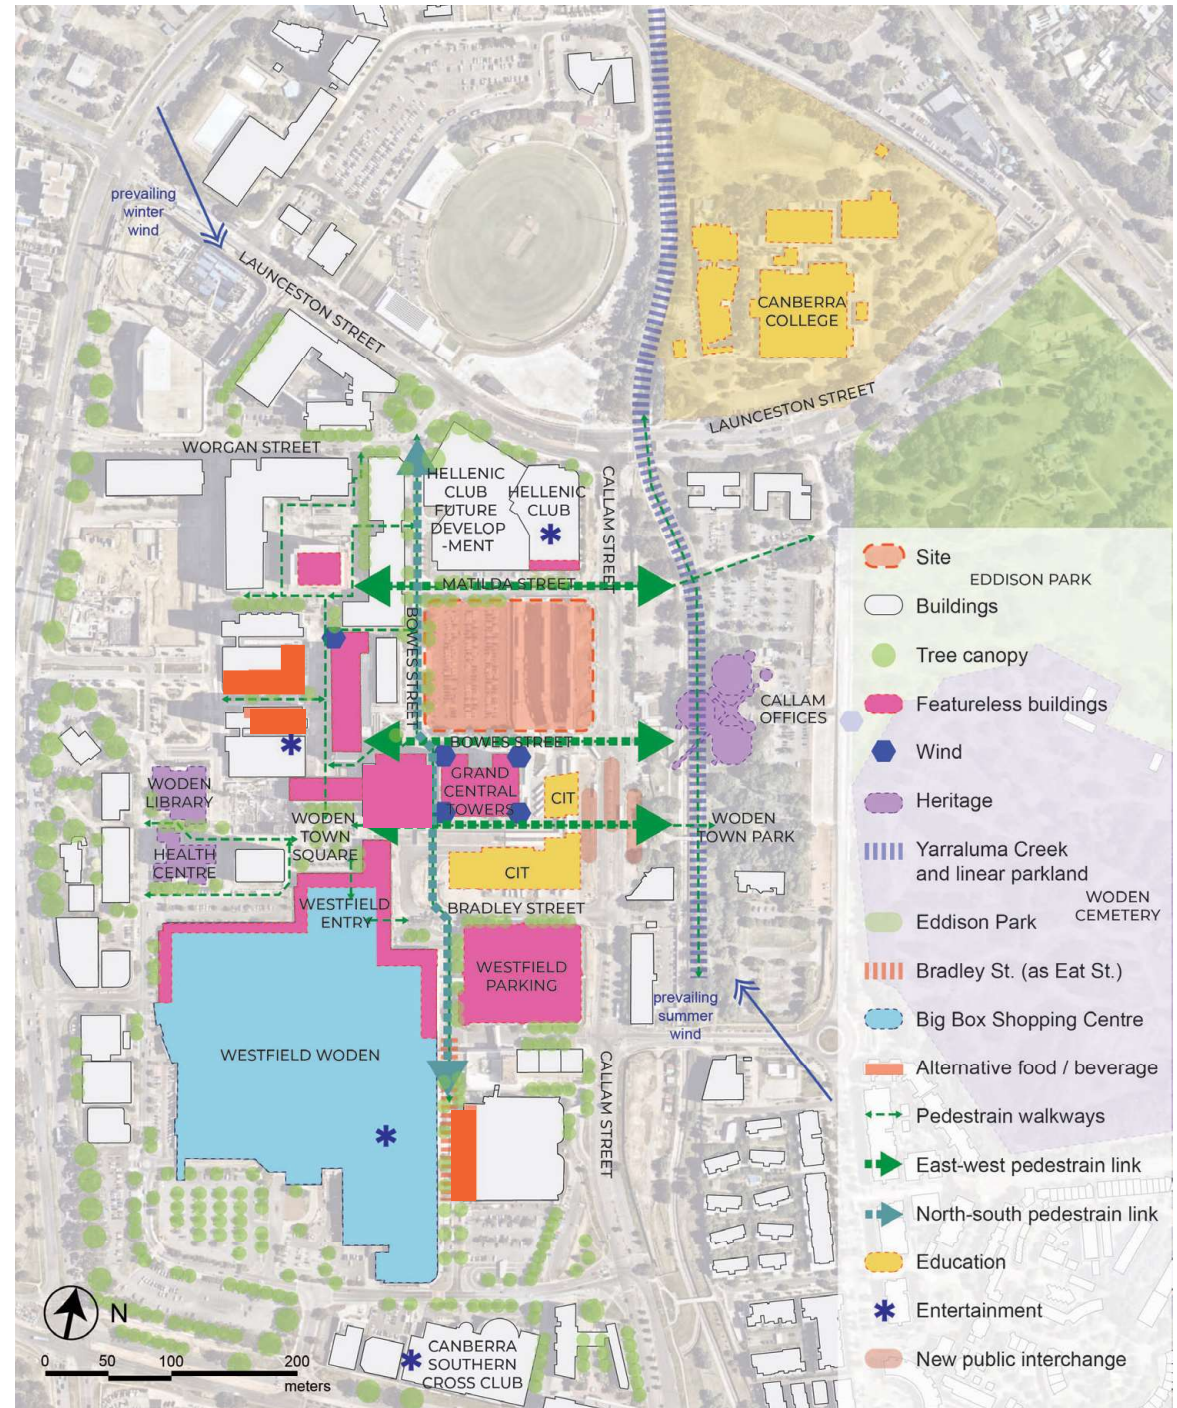 prevailing
winter
wind
LAUNCESTON STREET
CANBERRA
COLLEGE
LAUNCESTON STREET
WORGAN STREET
HELLENIC
CLUB
FUTURE
DEVELOP
-MENT
HELLENIC
CLUB
CALLAM STREET
MATILDA STREET
BOWES STREET
BOWES STREET
CALLAM
OFFICES
GRAND
CENTRAL
TOWERS
CIT
WODEN
LIBRARY
WODEN
TOWN
SQUARE
WODEN
TOWN PARK
HEALTH
CENTRE
CIT
WESTFIELD
ENTRY
BRADLEY STREET
WESTFIELD
PARKING
prevailing
summer
wind
WESTFIELD WODEN
CALLAM STREET
CANBERRA
SOUTHERN
CROSS CLUB
N
0 50 100 200
meters
Site
EDDISON PARK
Buildings
Tree canopy
Featureless buildings
Wind
Heritage
Yarraluma Creek
and linear parkland
WODEN
CEMETERY
Eddison Park
Bradley St. (as Eat St.)
Big Box Shopping Centre
Alternative food / beverage
Pedestrain walkways
East-west pedestrain link
North-south pedestrain link
Education
Entertainment
New public interchange